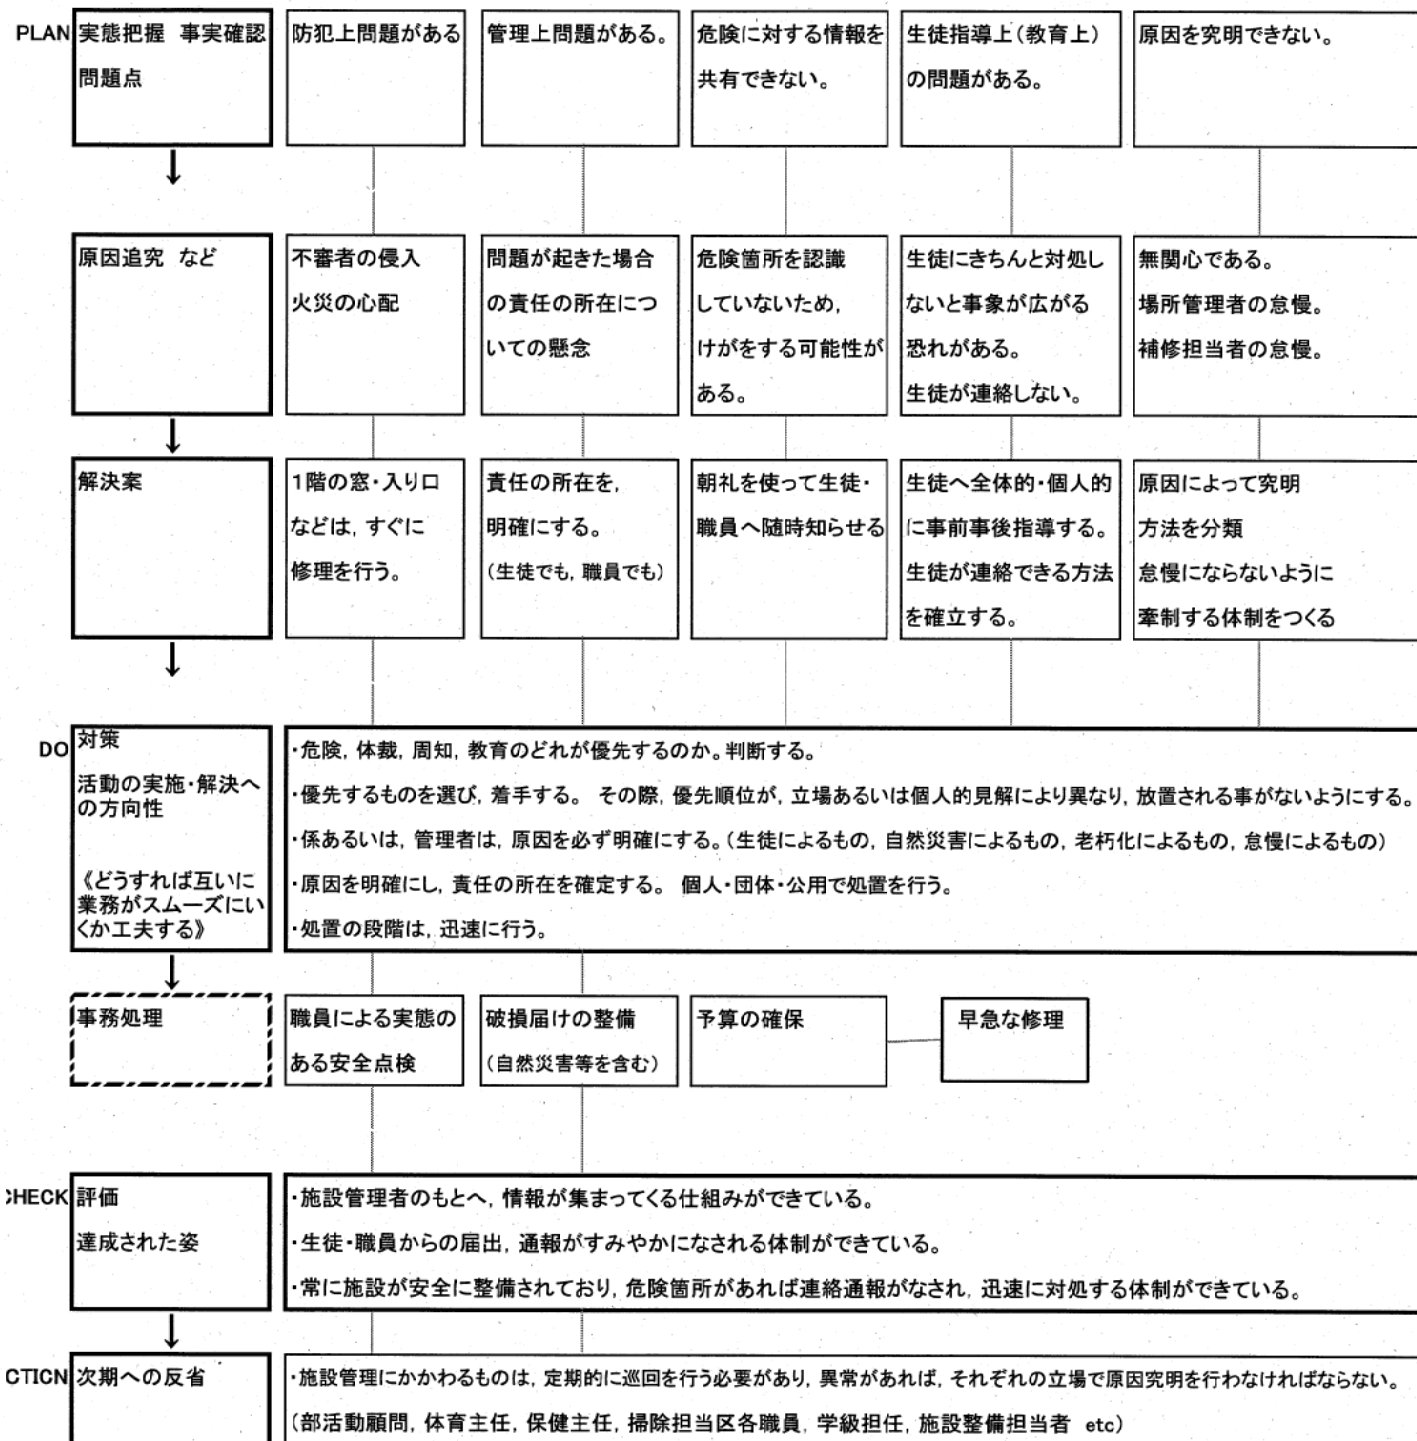 PLAN
実態把握 事実確認
問題点
防犯上問題がある
管理上問題がある。
危険に対する情報を
共有できない。
生徒指導上(教育上)
の問題がある。
原因を究明できない。
原因追究 など
不審者の侵入
火災の心配
問題が起きた場合
の責任の所在につ
いての懸念
危険箇所を認識
していないため,
けがをする可能性が
ある。
生徒にきちんと対処し
ないと事象が広がる
恐れがある。
生徒が連絡しない。
無関心である。
場所管理者の怠慢。
補修担当者の怠慢。
解決案
1階の窓・入り口
などは, すぐに
修理を行う。
責任の所在を,
明確にする。
(生徒でも, 職員でも)
朝礼を使って生徒・
職員へ随時知らせる
生徒へ全体的・個人的
に事前事後指導する。
生徒が連絡できる方法
を確立する。
原因によって究明
方法を分類
怠慢にならないように
牽制する体制をつくる
DO
対策
活動の実施・解決へ
の方向性
《どうすれば互いに
業務がスムーズにい
くか工夫する》
・危険, 体裁, 周知, 教育のどれが優先するのか。判断する。
・優先するものを選び, 着手する。 その際, 優先順位が, 立場あるいは個人的見解により異なり, 放置される事がないようにする。
・係あるいは, 管理者は, 原因を必ず明確にする。(生徒によるもの, 自然災害によるもの, 老朽化によるもの, 怠慢によるもの)
・原因を明確にし, 責任の所在を確定する。 個人・団体・公用で処置を行う。
・処置の段階は, 迅速に行う。
事務処理
職員による実態の
ある安全点検
破損届けの整備
(自然災害等を含む)
予算の確保
早急な修理
CHECK
評価
達成された姿
・施設管理者のもとへ, 情報が集まってくる仕組みができている。
・生徒・職員からの届出, 通報がすみやかになされる体制ができている。
・常に施設が安全に整備されており, 危険箇所があれば連絡通報がなされ, 迅速に対処する体制ができている。
CTION
次期への反省
・施設管理にかかわるものは, 定期的に巡回を行う必要があり, 異常があれば, それぞれの立場で原因究明を行わなければならない。
(部活動顧問, 体育主任, 保健主任, 掃除担当区各職員, 学級担任, 施設整備担当者 etc)